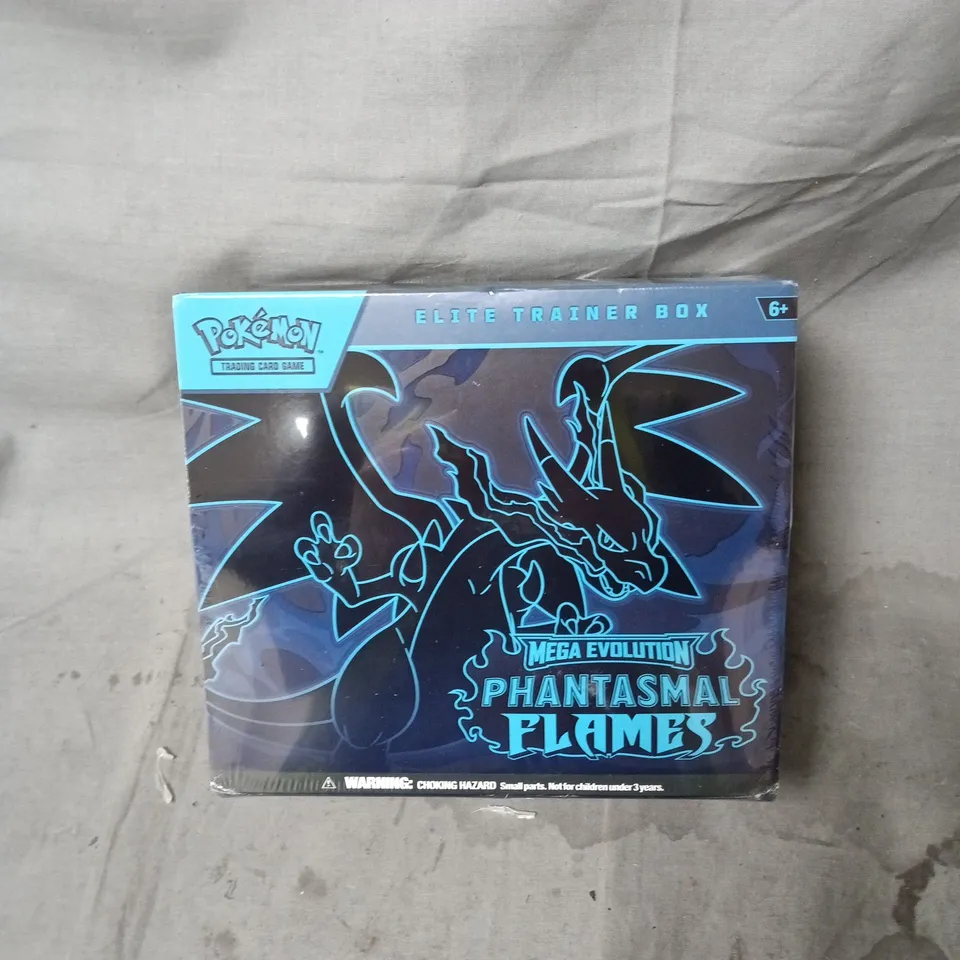 Pokémon
TRADING CARD GAME
ELITE TRAINER BOX
6+
MEGA EVOLUTION
PHANTASMAL
FLAMES
WARNING: CHOKING HAZARD Small parts. Not for children under 3 years.